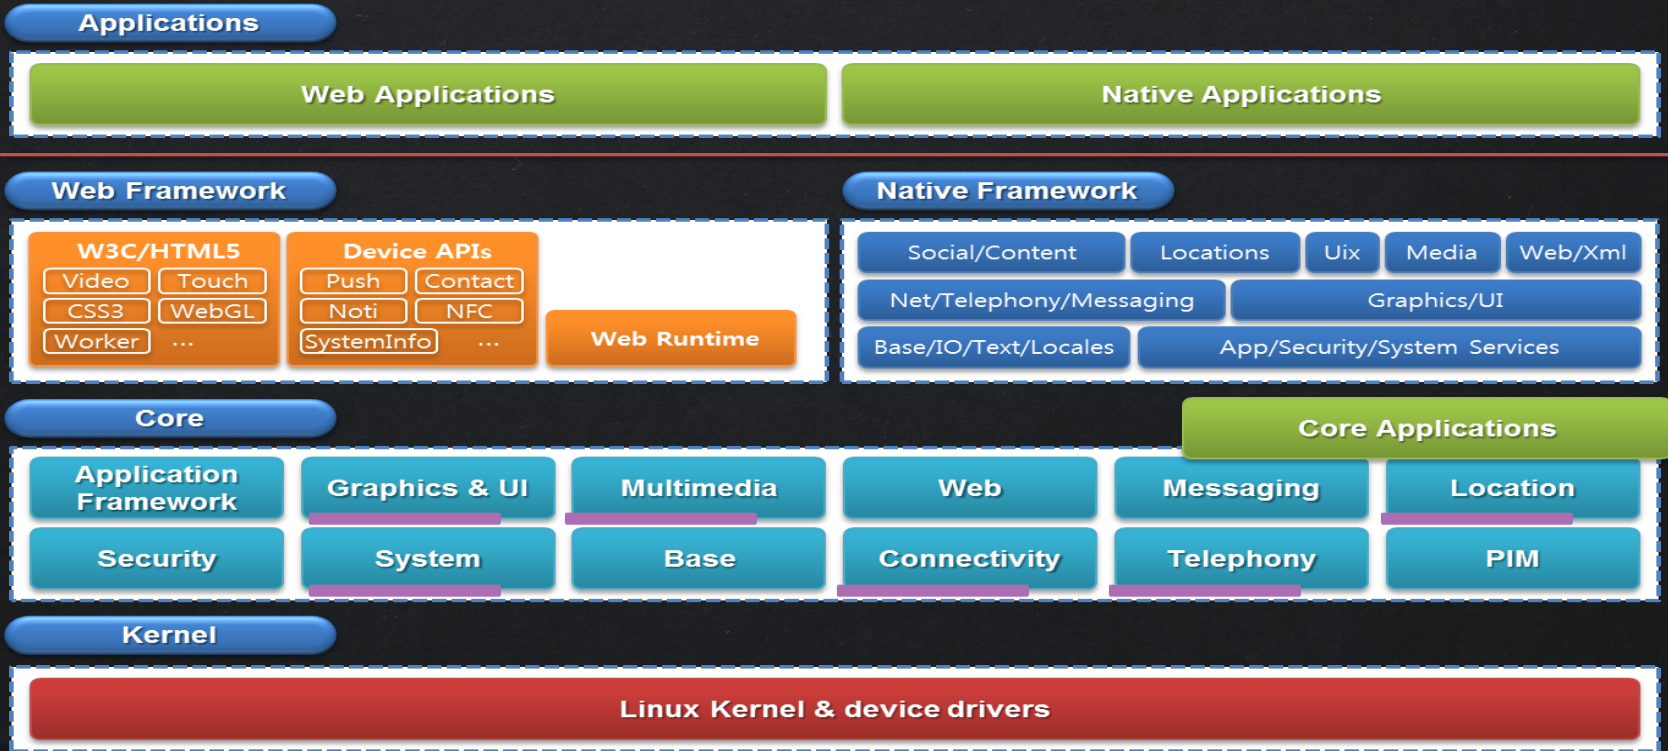 Applications
Web Applications
Native Applications
Web Framework
Native Framework
W3C/HTML5
Video
Touch
CSS3
WebGL
Worker
...
Device APIs
Push
Contact
Noti
NFC
SystemInfo
...
Web Runtime
Social/Content
Locations
Uix
Media
Web/Xml
Net/Telephony/Messaging
Graphics/UI
Base/IO/Text/Locales
App/Security/System Services
Core
Core Applications
Application
Framework
Graphics & UI
Multimedia
Web
Messaging
Location
Security
System
Base
Connectivity
Telephony
PIM
Kernel
Linux Kernel & device drivers